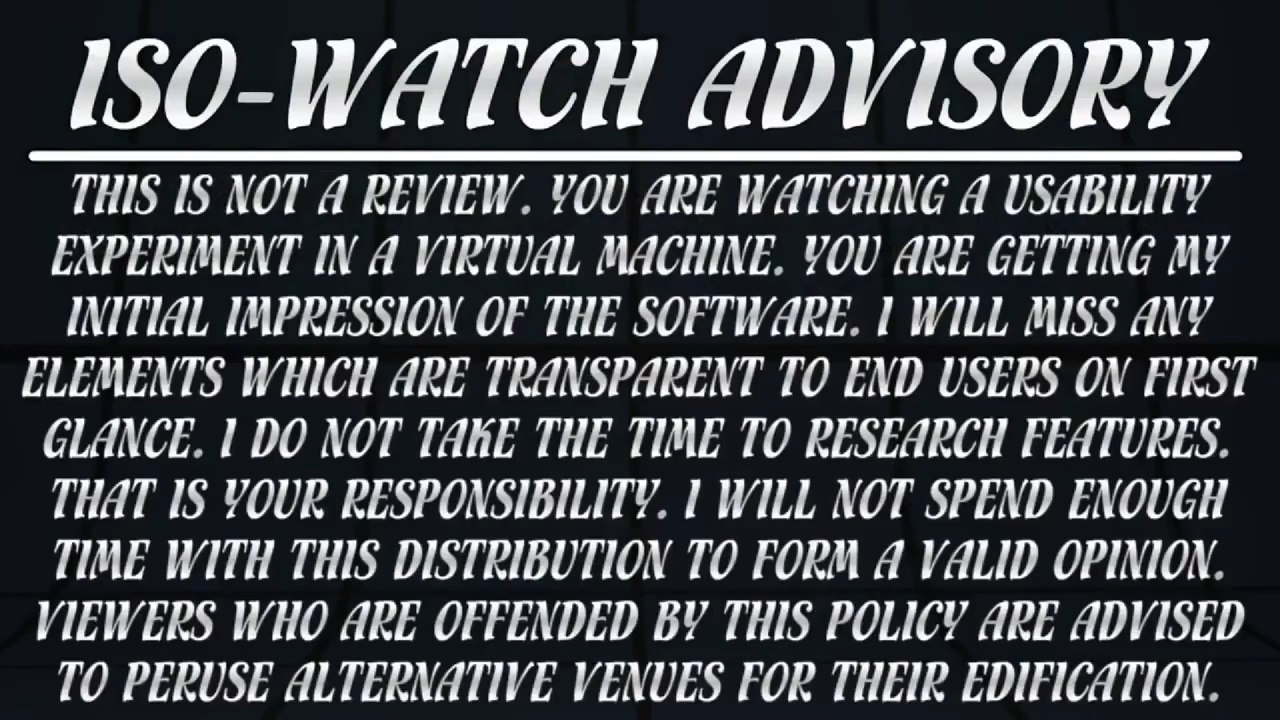 ISO-WATCH ADVISORY
THIS IS NOT A REVIEW. YOU ARE WATCHING A USABILITY
EXPERIMENT IN A VIRTUAL MACHINE. YOU ARE GETTING MY
INITIAL IMPRESSION OF THE SOFTWARE. I WILL MISS ANY
ELEMENTS WHICH ARE TRANSPARENT TO END USERS ON FIRST
GLANCE. I DO NOT TAKE THE TIME TO RESEARCH FEATURES.
THAT IS YOUR RESPONSIBILITY. I WILL NOT SPEND ENOUGH
TIME WITH THIS DISTRIBUTION TO FORM A VALID OPINION.
VIEWERS WHO ARE OFFENDED BY THIS POLICY ARE ADVISED
TO PERUSE ALTERNATIVE VENUES FOR THEIR EDIFICATION.